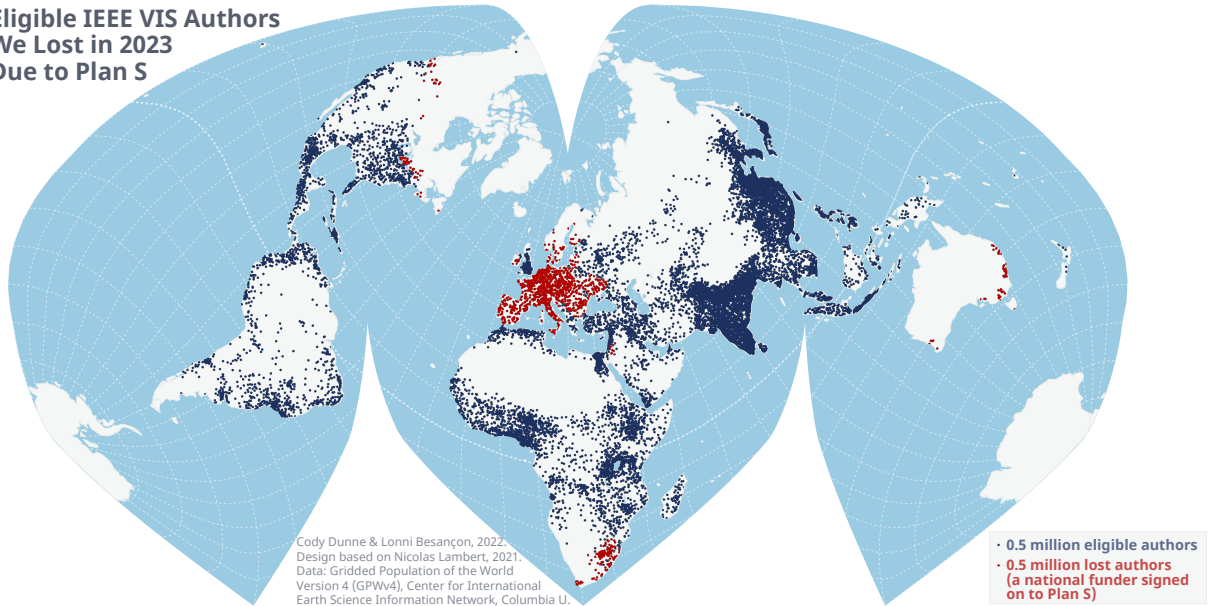 Eligible IEEE VIS Authors
We Lost in 2023
Due to Plan S
Cody Dunne & Lonni Besançon, 2022.
Design based on Nicolas Lambert, 2021.
Data: Gridded Population of the World
Version 4 (GPWv4), Center for International
Earth Science Information Network, Columbia U.
· 0.5 million eligible authors
· 0.5 million lost authors
(a national funder signed
on to Plan S)